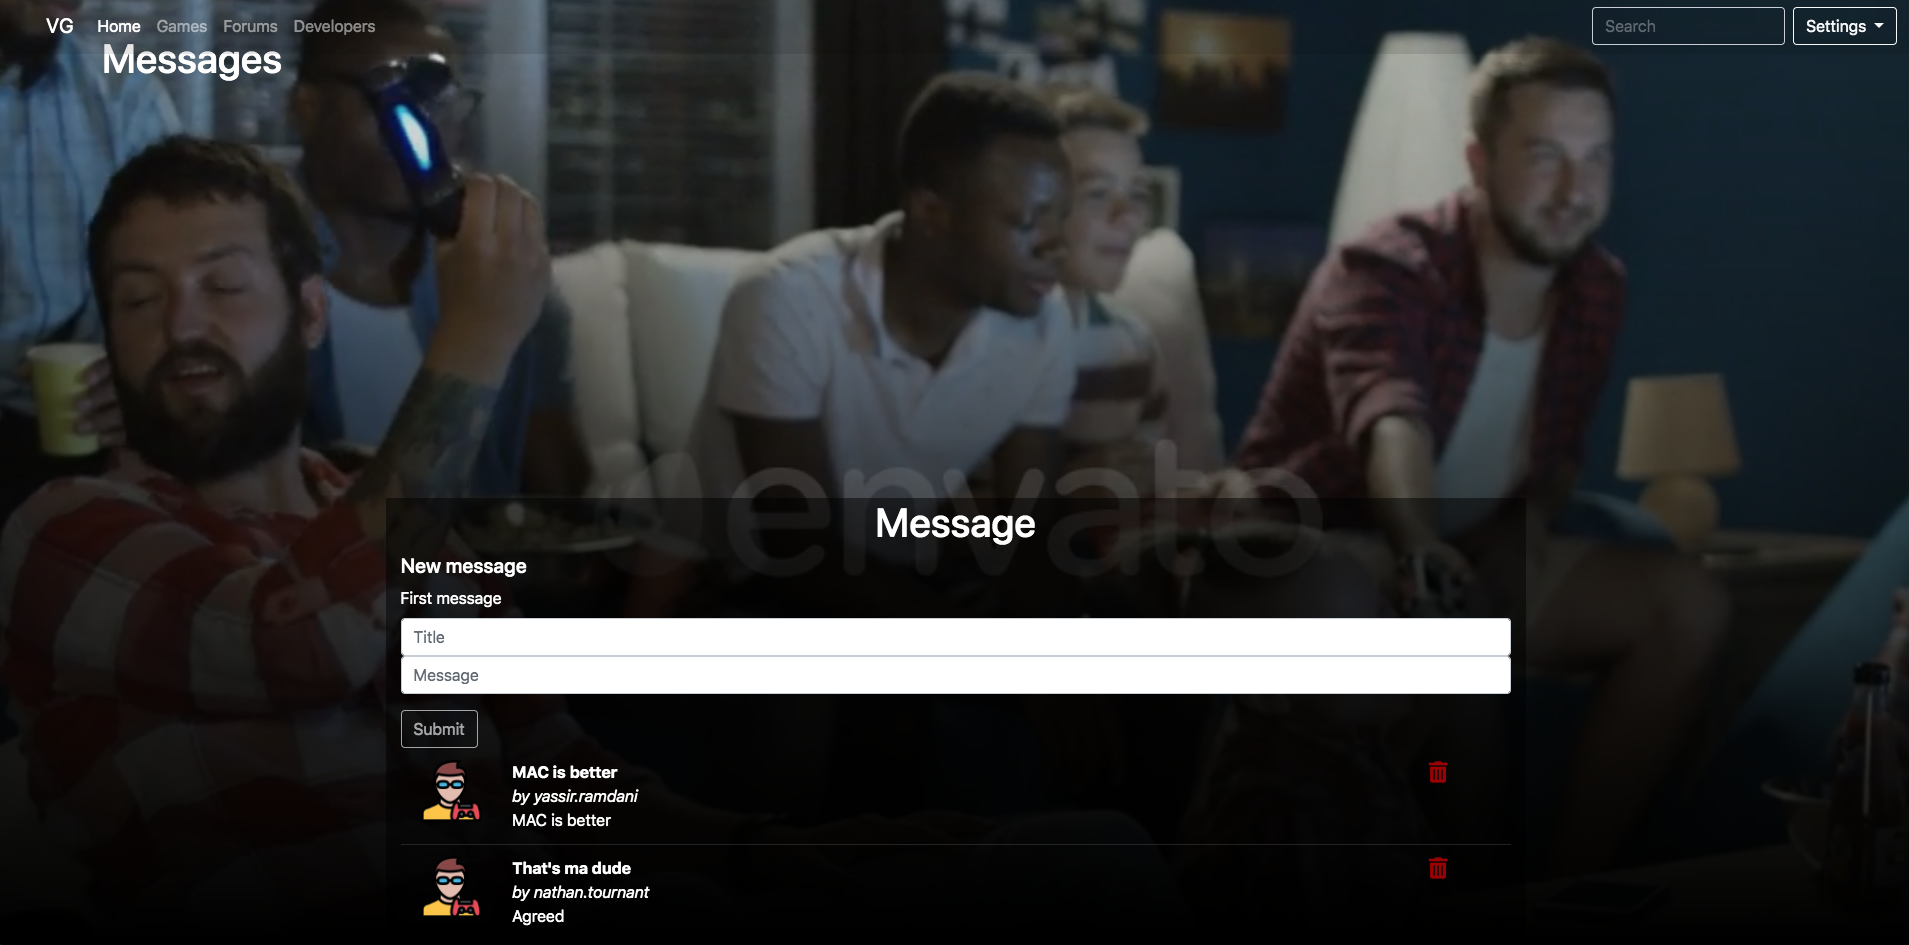 VG Home Games Forums Developers Search Settings
Messages
envato
Message
New message
First message
Title
Message
Submit
MAC is better
by yassir.ramdani
MAC is better
That's ma dude
by nathan.tournant
Agreed